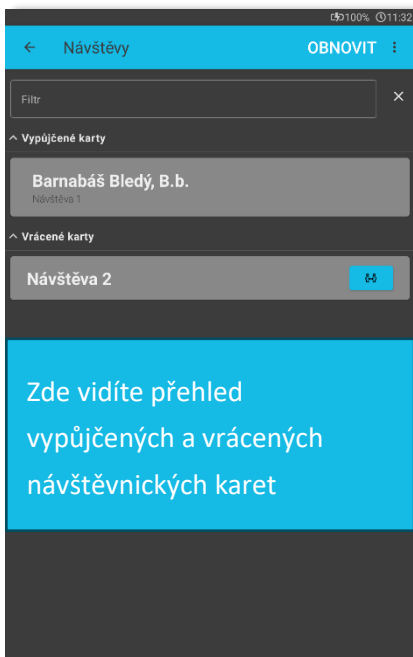 100% 11:32
Návštěvy OBNOVIT
Filtr
Vypůjčené karty
Barnabáš Bledý, B.b.
Návštěva 1
Vrácené karty
Návštěva 2
Zde vidíte přehled
vypůjčených a vrácených
návštěvnických karet